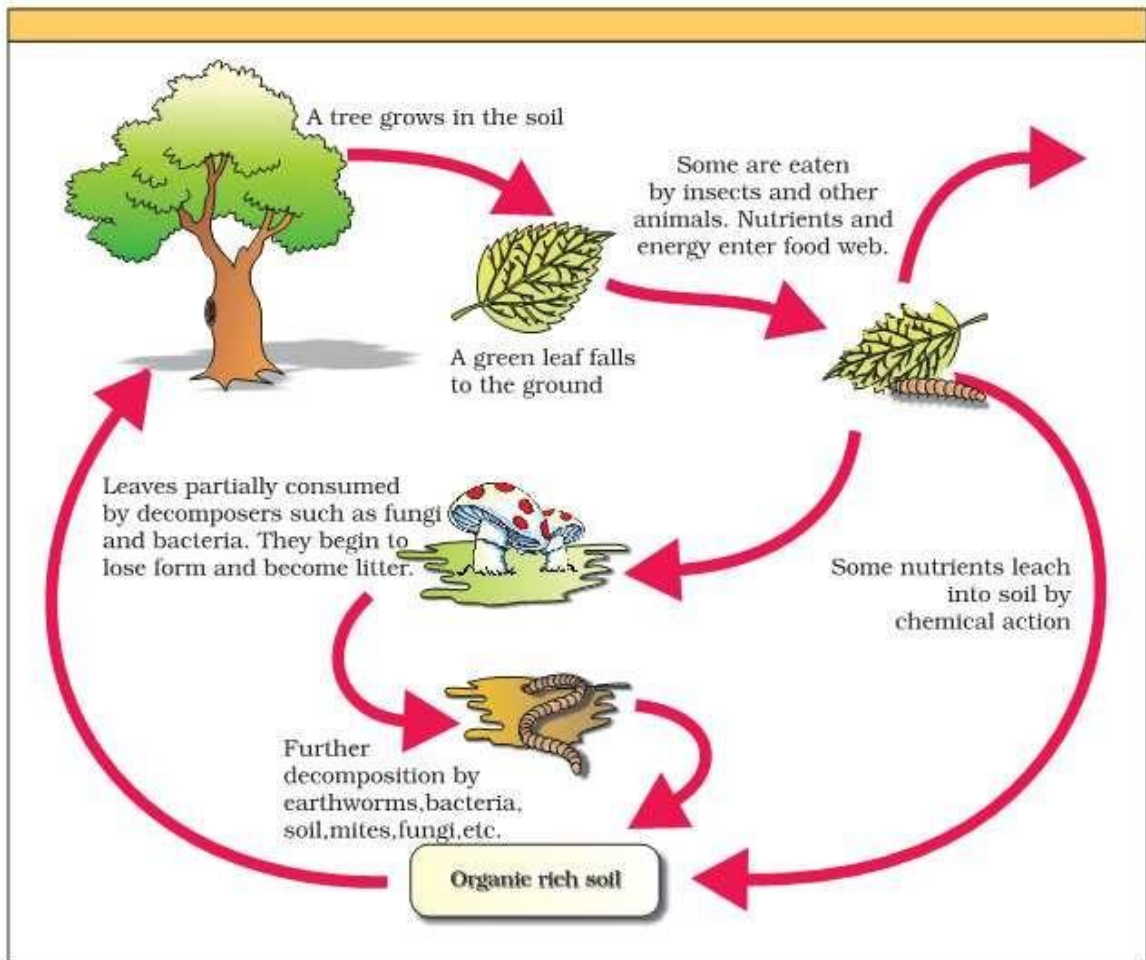 A tree grows in the soil
Some are eaten
by insects and other
animals. Nutrients and
energy enter food web.
A green leaf falls
to the ground
Leaves partially consumed
by decomposers such as fungi
and bacteria. They begin to
lose form and become litter.
Some nutrients leach
into soil by
chemical action
Further
decomposition by
earthworms,bacteria,
soil,mites,fungi,etc.
Organic rich soil